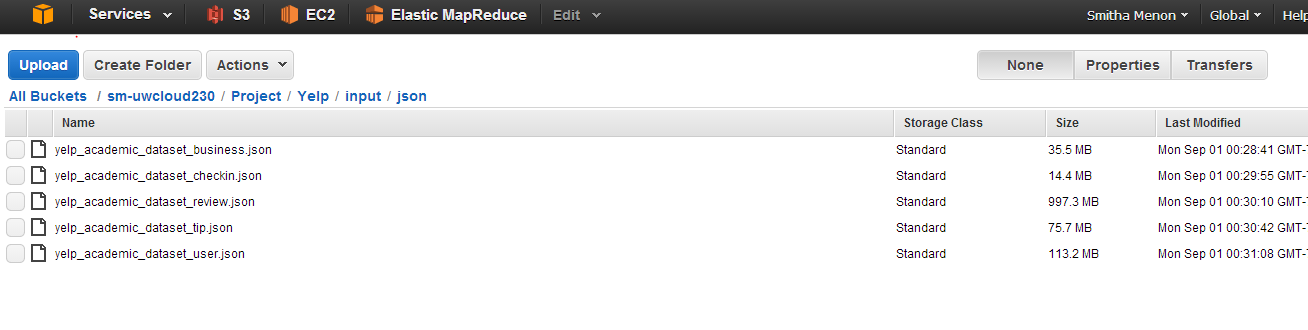 Services S3 EC2 Elastic MapReduce Edit Smitha Menon Global Help
Upload Create Folder Actions None Properties Transfers
All Buckets / sm-uwcloud230 / Project / Yelp / input / json
Name Storage Class Size Last Modified
yelp_academic_dataset_business.json Standard 35.5 MB Mon Sep 01 00:28:41 GMT-
yelp_academic_dataset_checkin.json Standard 14.4 MB Mon Sep 01 00:29:55 GMT-
yelp_academic_dataset_review.json Standard 997.3 MB Mon Sep 01 00:30:10 GMT-
yelp_academic_dataset_tip.json Standard 75.7 MB Mon Sep 01 00:30:42 GMT-
yelp_academic_dataset_user.json Standard 113.2 MB Mon Sep 01 00:31:08 GMT-